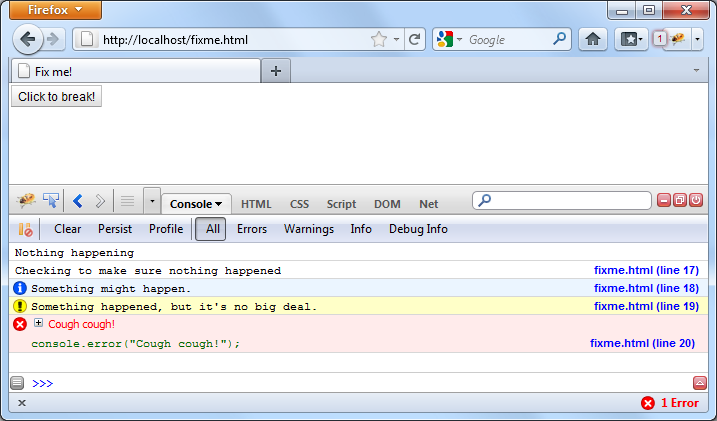 Firefox
http://localhost/fixme.html Google 1
Fix me!
Click to break!
Console HTML CSS Script DOM Net
Clear Persist Profile All Errors Warnings Info Debug Info
Nothing happening
Checking to make sure nothing happened fixme.html (line 17)
Something might happen. fixme.html (line 18)
Something happened, but it's no big deal. fixme.html (line 19)
Cough cough!
console.error("Cough cough!"); fixme.html (line 20)
>>>
1 Error